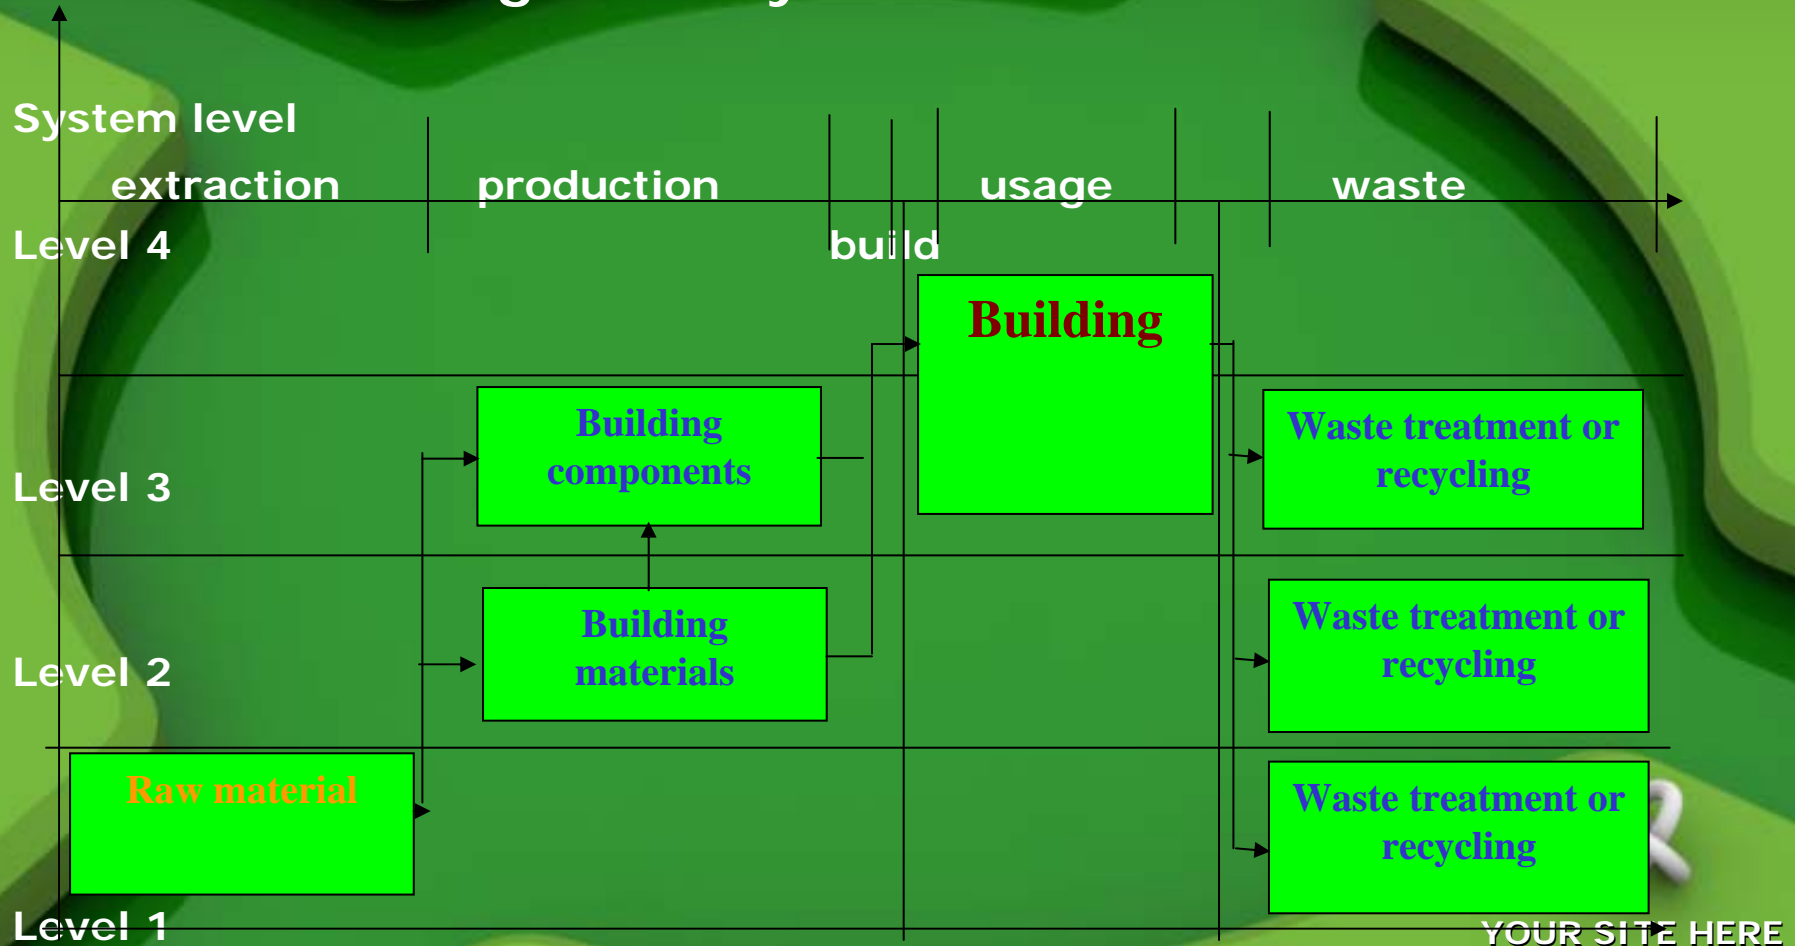 System level
extraction production usage waste
Level 4 build
Building
Building
components
Waste treatment or
recycling
Level 3
Building
materials
Waste treatment or
recycling
Level 2
Raw material
Waste treatment or
recycling
Level 1
YOUR SITE HERE